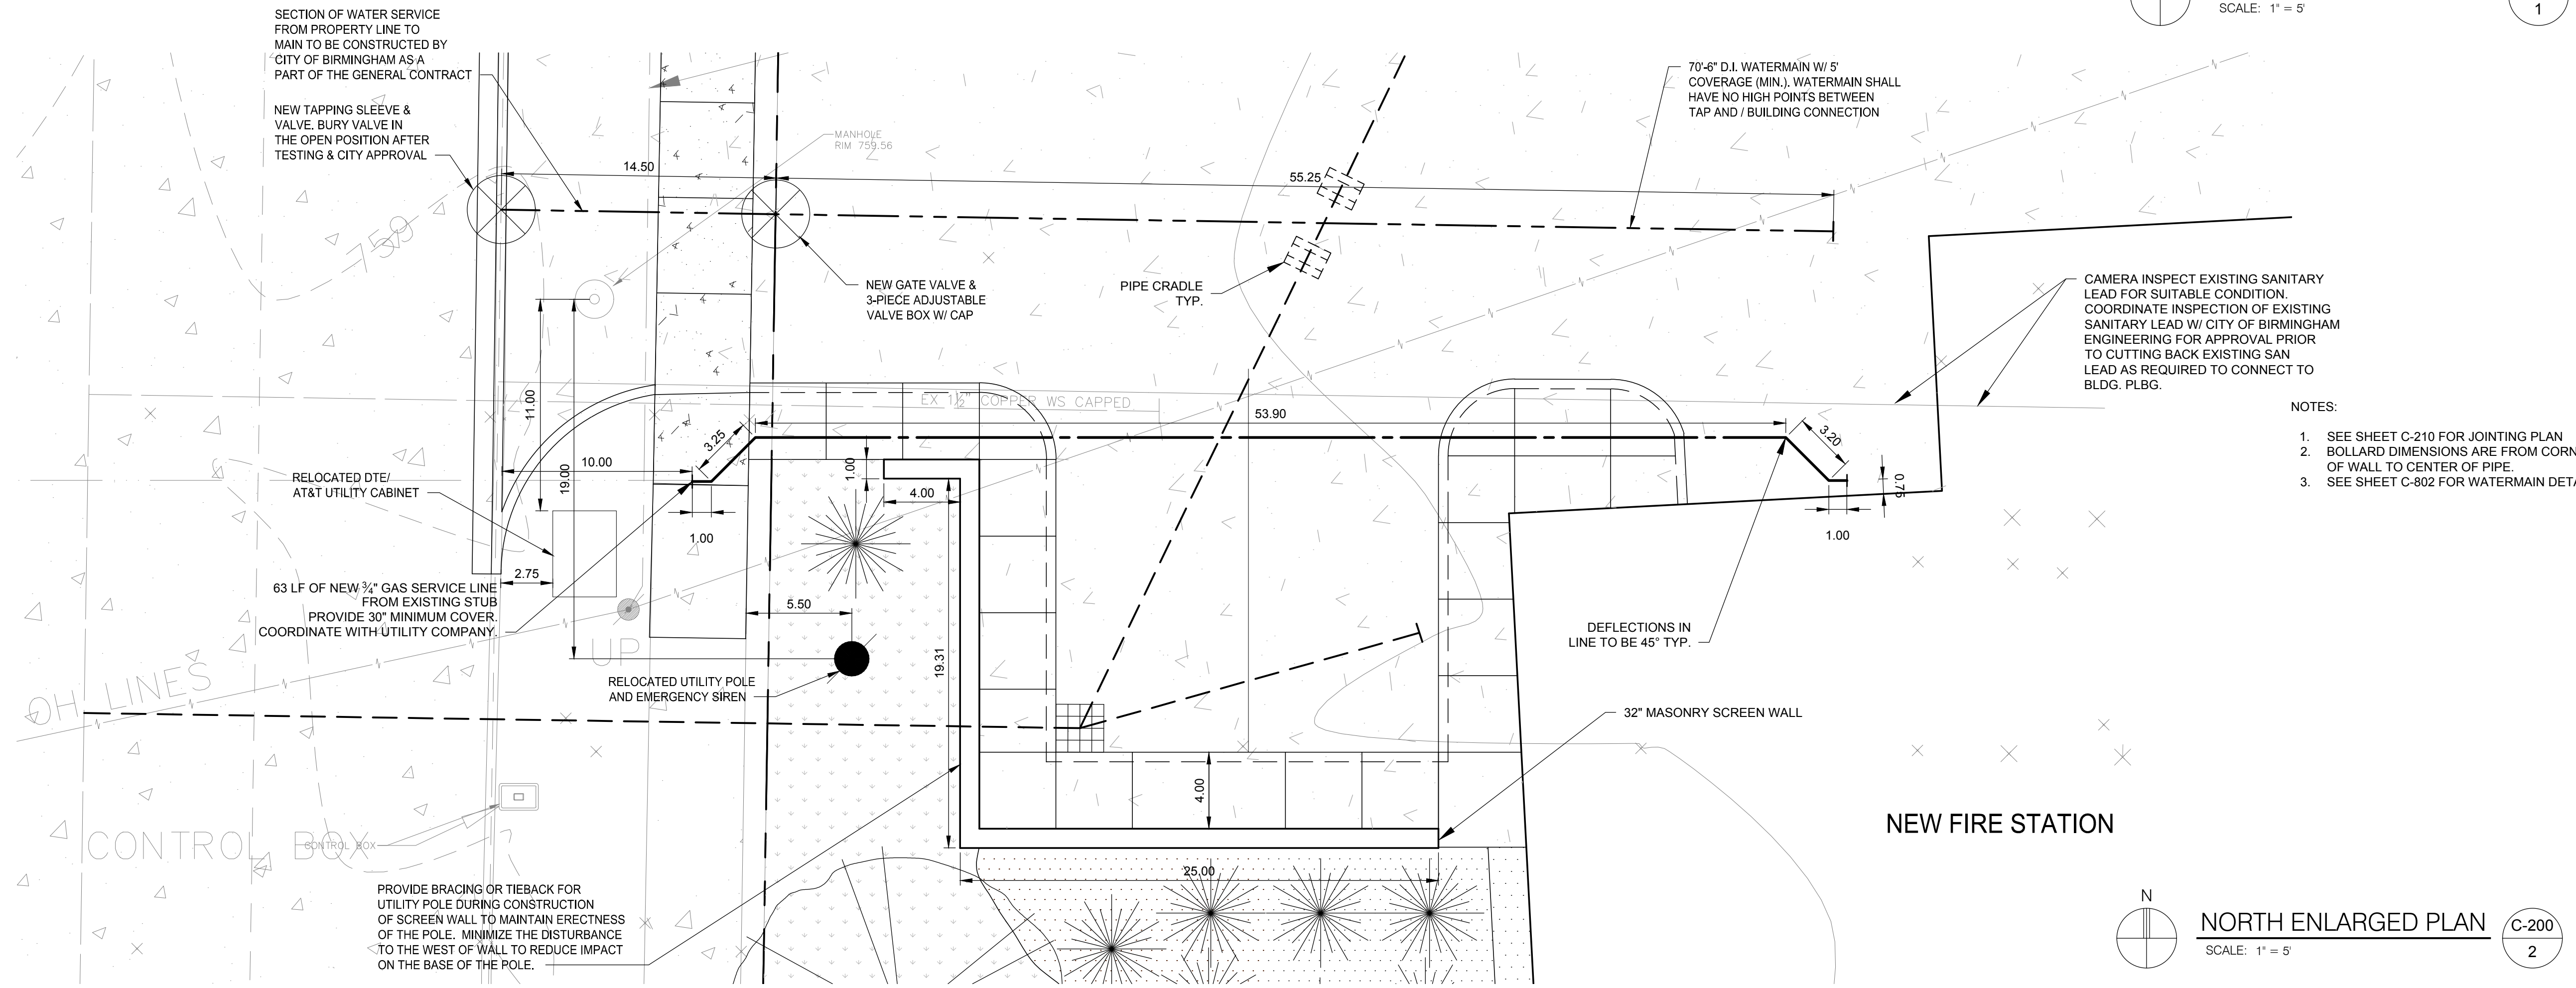 SCALE: 1" = 5'
1
SECTION OF WATER SERVICE
FROM PROPERTY LINE TO
MAIN TO BE CONSTRUCTED BY
CITY OF BIRMINGHAM AS A
PART OF THE GENERAL CONTRACT
NEW TAPPING SLEEVE &
VALVE. BURY VALVE IN
THE OPEN POSITION AFTER
TESTING & CITY APPROVAL
MANHOLE
RIM 759.56
14.50
55.25
70'-6" D.I. WATERMAIN W/ 5'
COVERAGE (MIN.). WATERMAIN SHALL
HAVE NO HIGH POINTS BETWEEN
TAP AND / BUILDING CONNECTION
759
NEW GATE VALVE &
3-PIECE ADJUSTABLE
VALVE BOX W/ CAP
PIPE CRADLE
TYP.
CAMERA INSPECT EXISTING SANITARY
LEAD FOR SUITABLE CONDITION.
COORDINATE INSPECTION OF EXISTING
SANITARY LEAD W/ CITY OF BIRMINGHAM
ENGINEERING FOR APPROVAL PRIOR
TO CUTTING BACK EXISTING SAN
LEAD AS REQUIRED TO CONNECT TO
BLDG. PLBG.
NOTES:
1. SEE SHEET C-210 FOR JOINTING PLAN
2. BOLLARD DIMENSIONS ARE FROM CORN
OF WALL TO CENTER OF PIPE.
3. SEE SHEET C-802 FOR WATERMAIN DETA
EX 1½" COPPER WS CAPPED
11.00
19.00
10.00
3.25
53.90
3.20
1.00
4.00
0.75
1.00
1.00
RELOCATED DTE/
AT&T UTILITY CABINET
2.75
63 LF OF NEW ¾" GAS SERVICE LINE
FROM EXISTING STUB
PROVIDE 30" MINIMUM COVER.
COORDINATE WITH UTILITY COMPANY.
5.50
UP
19.31
DEFLECTIONS IN
LINE TO BE 45° TYP.
OH LINES
RELOCATED UTILITY POLE
AND EMERGENCY SIREN
32" MASONRY SCREEN WALL
4.00
CONTROL BOX
CONTROL BOX
NEW FIRE STATION
25.00
PROVIDE BRACING OR TIEBACK FOR
UTILITY POLE DURING CONSTRUCTION
OF SCREEN WALL TO MAINTAIN ERECTNESS
OF THE POLE. MINIMIZE THE DISTURBANCE
TO THE WEST OF WALL TO REDUCE IMPACT
ON THE BASE OF THE POLE.
N
NORTH ENLARGED PLAN
SCALE: 1" = 5'
C-200
2